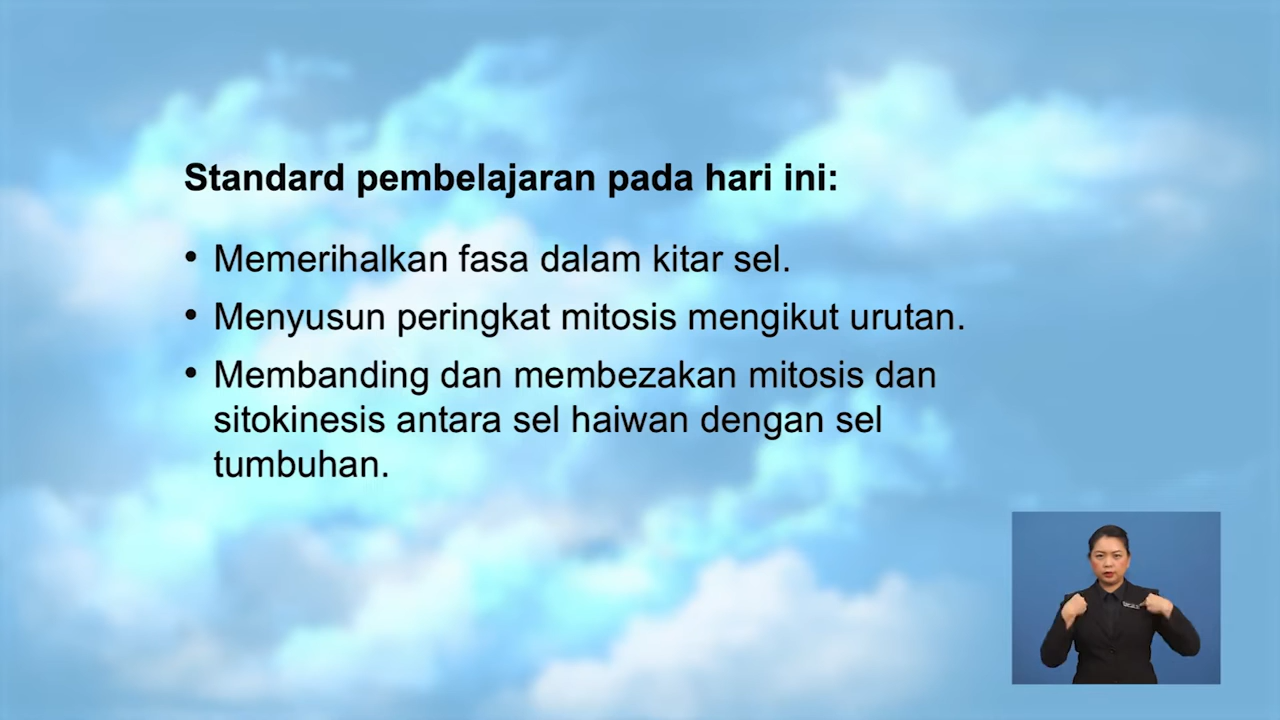 Standard pembelajaran pada hari ini:
• Memerihalkan fasa dalam kitar sel.
• Menyusun peringkat mitosis mengikut urutan.
• Membanding dan membezakan mitosis dan
sitokinesis antara sel haiwan dengan sel
tumbuhan.